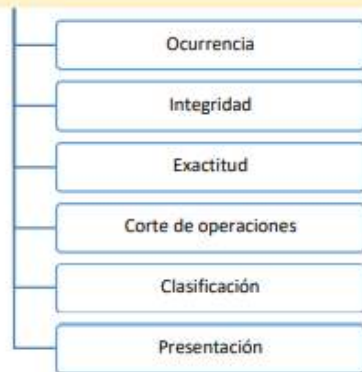 Ocurrencia
Integridad
Exactitud
Corte de operaciones
Clasificación
Presentación